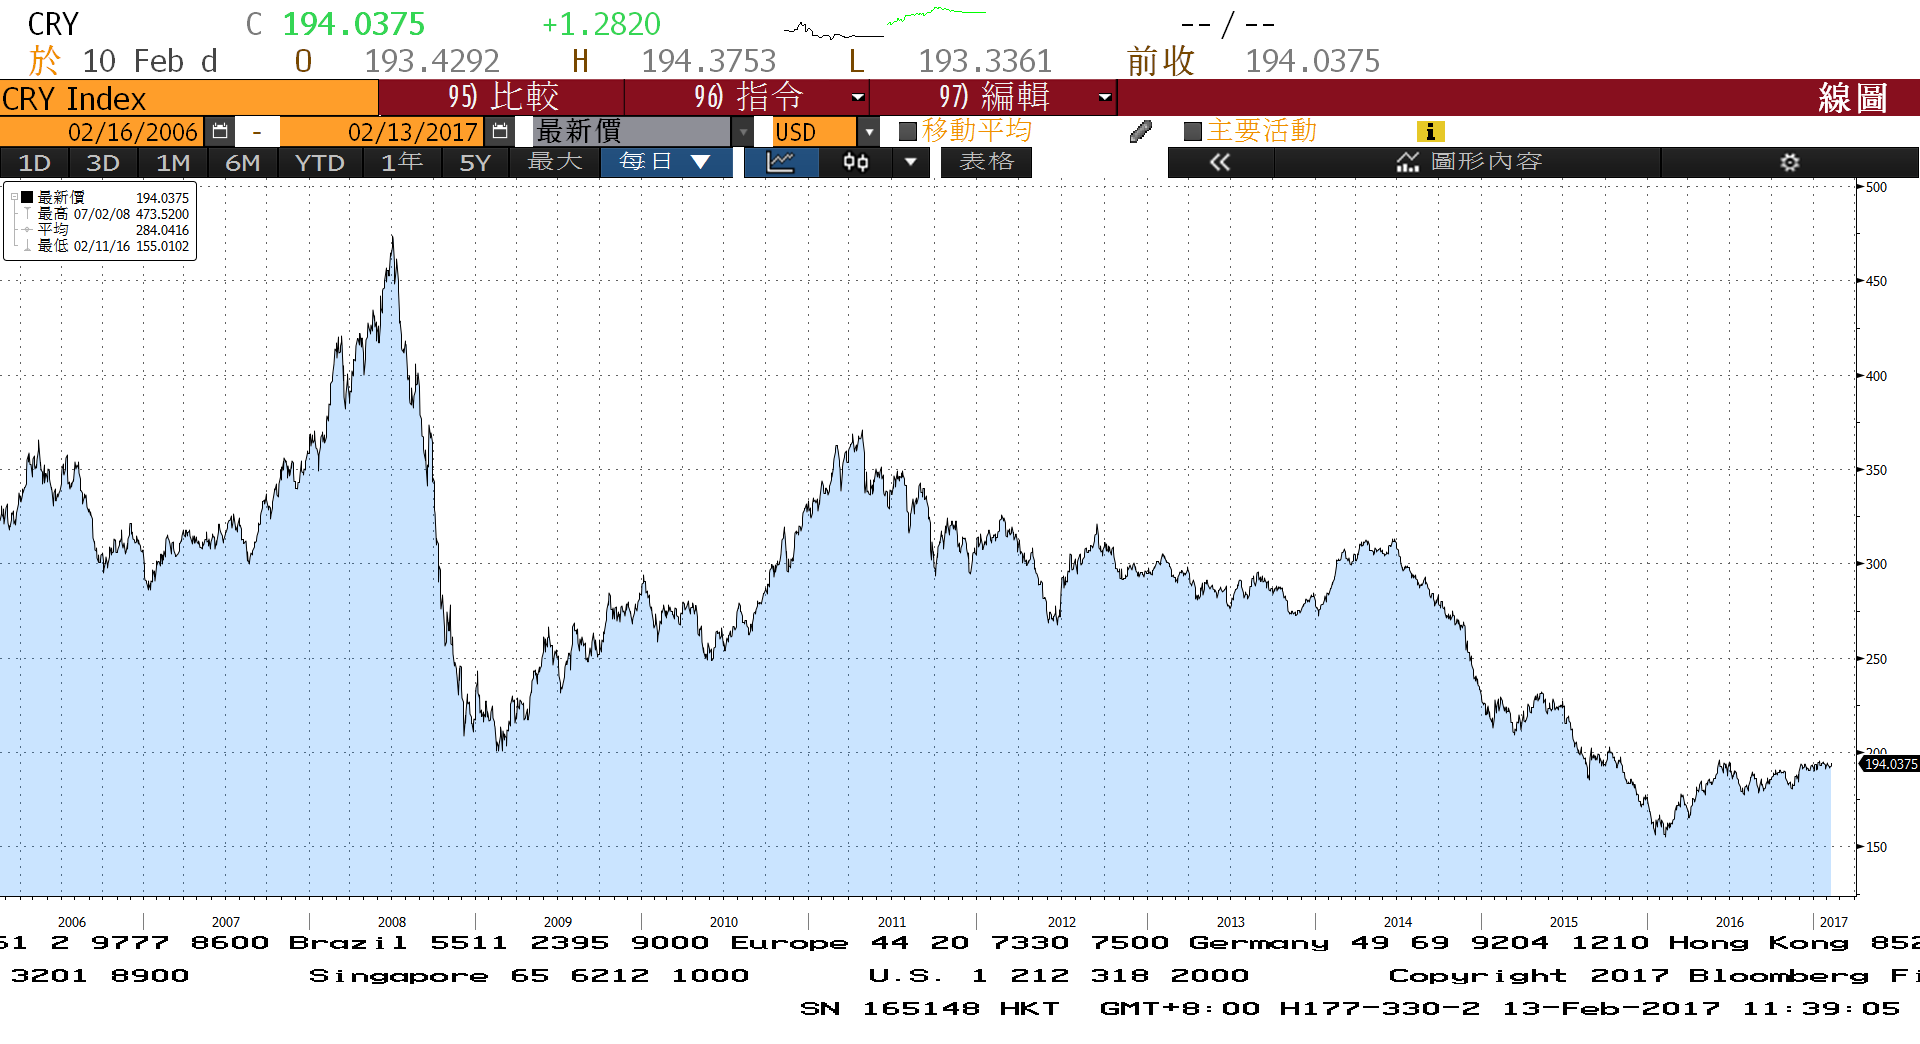 CRY C 194.0375 +1.2820 -- / --
於 10 Feb d O 193.4292 H 194.3753 L 193.3361 前收 194.0375
CRY Index 95) 比較 96) 指令 97) 編輯 線圖
02/16/2006 - 02/13/2017 最新價 USD 移動平均 主要活動 i
1D 3D 1M 6M YTD 1年 5Y 最大 每日 ▼ 表格 « 圖形內容
最新價 194.0375
最高 07/02/08 473.5200
平均 284.0416
最低 02/11/16 155.0102
500
450
400
350
300
250
200
194.0375
150
2006 2007 2008 2009 2010 2011 2012 2013 2014 2015 2016 2017
61 2 9777 8600 Brazil 5511 2395 9000 Europe 44 20 7330 7500 Germany 49 69 9204 1210 Hong Kong 852
3201 8900 Singapore 65 6212 1000 U.S. 1 212 318 2000 Copyright 2017 Bloomberg Fi
SN 165148 HKT GMT+8:00 H177-330-2 13-Feb-2017 11:39:05